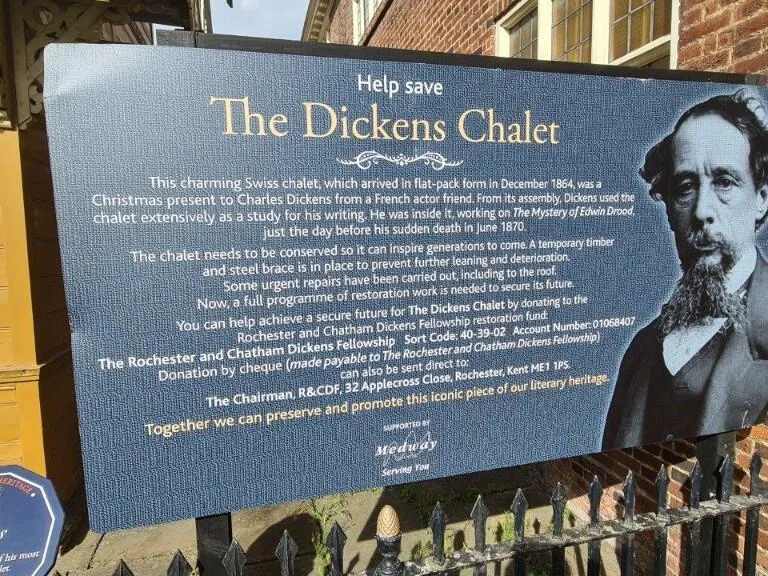 Help save
The Dickens Chalet
This charming Swiss chalet, which arrived in flat-pack form in December 1864, was a
Christmas present to Charles Dickens from a French actor friend. From its assembly, Dickens used the
chalet extensively as a study for his writing. He was inside it, working on The Mystery of Edwin Drood,
just the day before his sudden death in June 1870.
The chalet needs to be conserved so it can inspire generations to come. A temporary timber
and steel brace is in place to prevent further leaning and deterioration.
Some urgent repairs have been carried out, including to the roof.
Now, a full programme of restoration work is needed to secure its future.
You can help achieve a secure future for The Dickens Chalet by donating to the
Rochester and Chatham Dickens Fellowship restoration fund:
The Rochester and Chatham Dickens Fellowship Sort Code: 40-39-02 Account Number: 01068407
Donation by cheque (made payable to The Rochester and Chatham Dickens Fellowship)
can also be sent direct to:
The Chairman, R&CDF, 32 Applecross Close, Rochester, Kent ME1 1PS.
Together we can preserve and promote this iconic piece of our literary heritage.
SUPPORTED BY
Medway
Serving You
HERITAGE
of his most